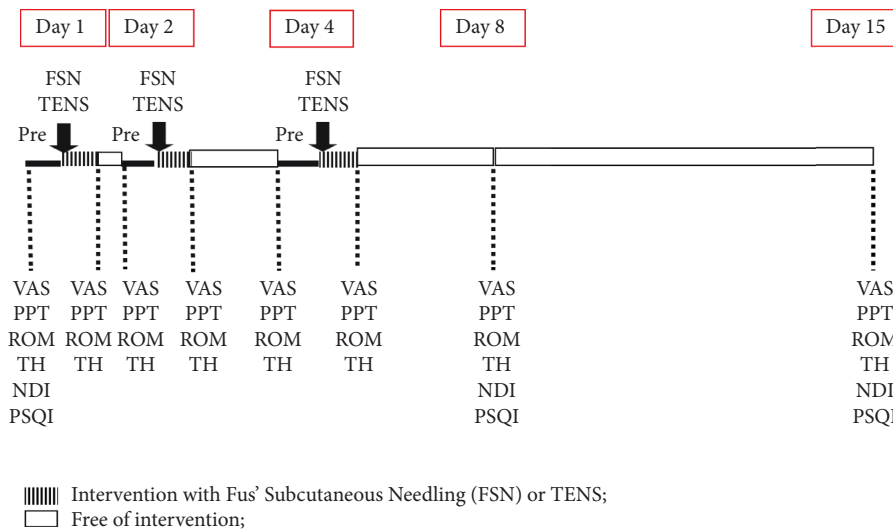 Day 1 Day 2 Day 4 Day 8 Day 15
FSN FSN FSN
TENS TENS TENS
Pre Pre Pre
VAS VAS VAS VAS VAS VAS VAS VAS
PPT PPT PPT PPT PPT PPT PPT PPT
ROM ROM ROM ROM ROM ROM ROM ROM
TH TH TH TH TH TH TH TH
NDI NDI NDI
PSQI PSQI PSQI
Intervention with Fus' Subcutaneous Needling (FSN) or TENS;
Free of intervention;